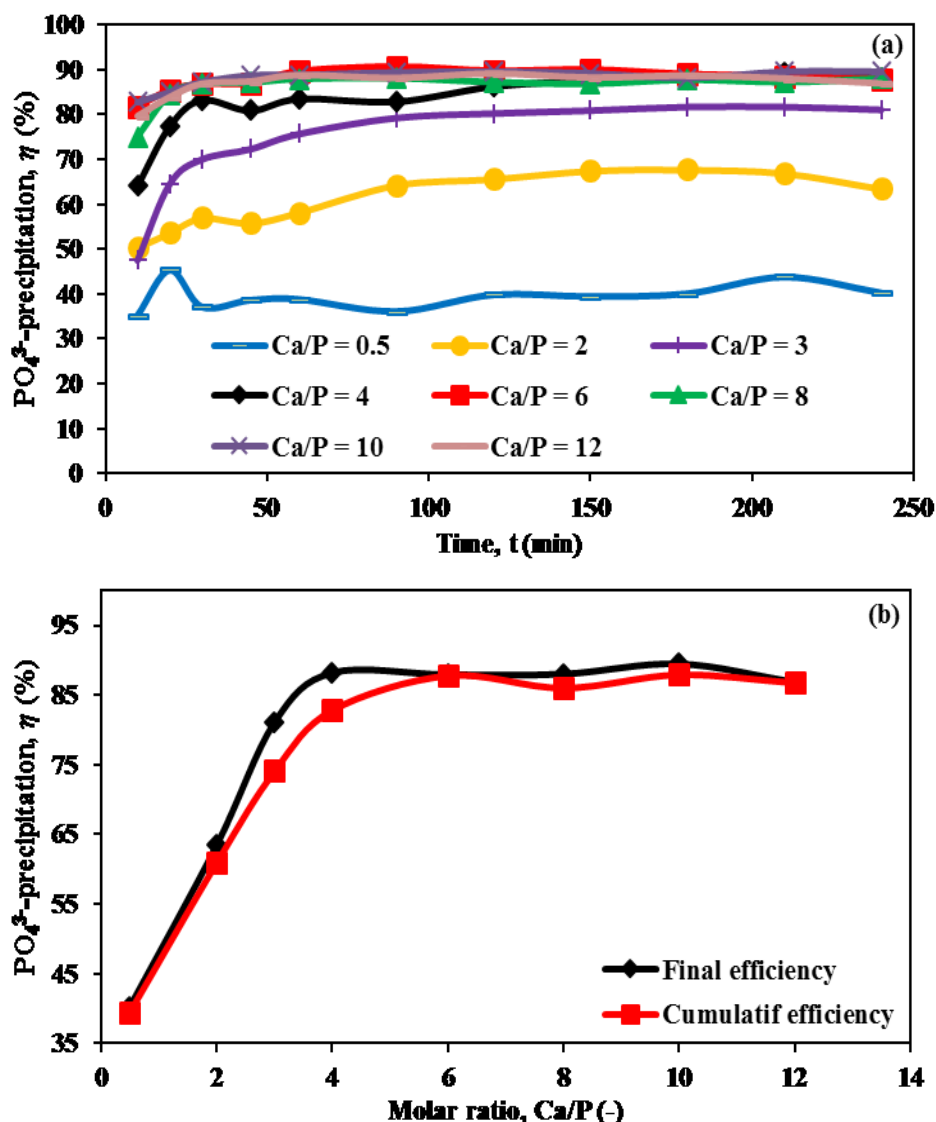 (a)
PO₄³-precipitation, η (%)
100
90
80
70
60
50
40
30
20
10
0
Ca/P = 0.5 Ca/P = 2 Ca/P = 3
Ca/P = 4 Ca/P = 6 Ca/P = 8
Ca/P = 10 Ca/P = 12
0 50 100 150 200 250
Time, t (min)
(b)
PO₄³-precipitation, η (%)
95
85
75
65
55
45
35
Final efficiency
Cumulatif efficiency
0 2 4 6 8 10 12 14
Molar ratio, Ca/P (-)